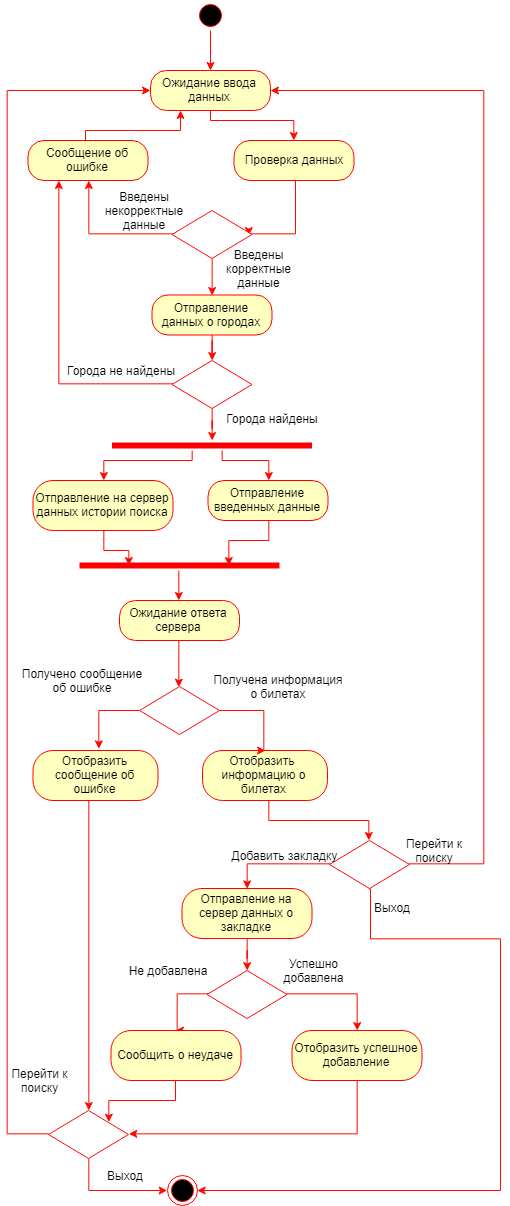 Ожидание ввода
данных
Сообщение об
ошибке
Проверка данных
Введены
некорректные
данные
Введены
корректные
данные
Отправление
данных о городах
Города не найдены
Города найдены
Отправление на сервер
данных истории поиска
Отправление
введенных данные
Ожидание ответа
сервера
Получено сообщение
об ошибке
Получена информация
о билетах
Отобразить
сообщение об
ошибке
Отобразить
информацию о
билетах
Добавить закладку
Перейти к
поиску
Отправление на
сервер данных о
закладке
Выход
Не добавлена
Успешно
добавлена
Сообщить о неудаче
Отобразить успешное
добавление
Перейти к
поиску
Выход